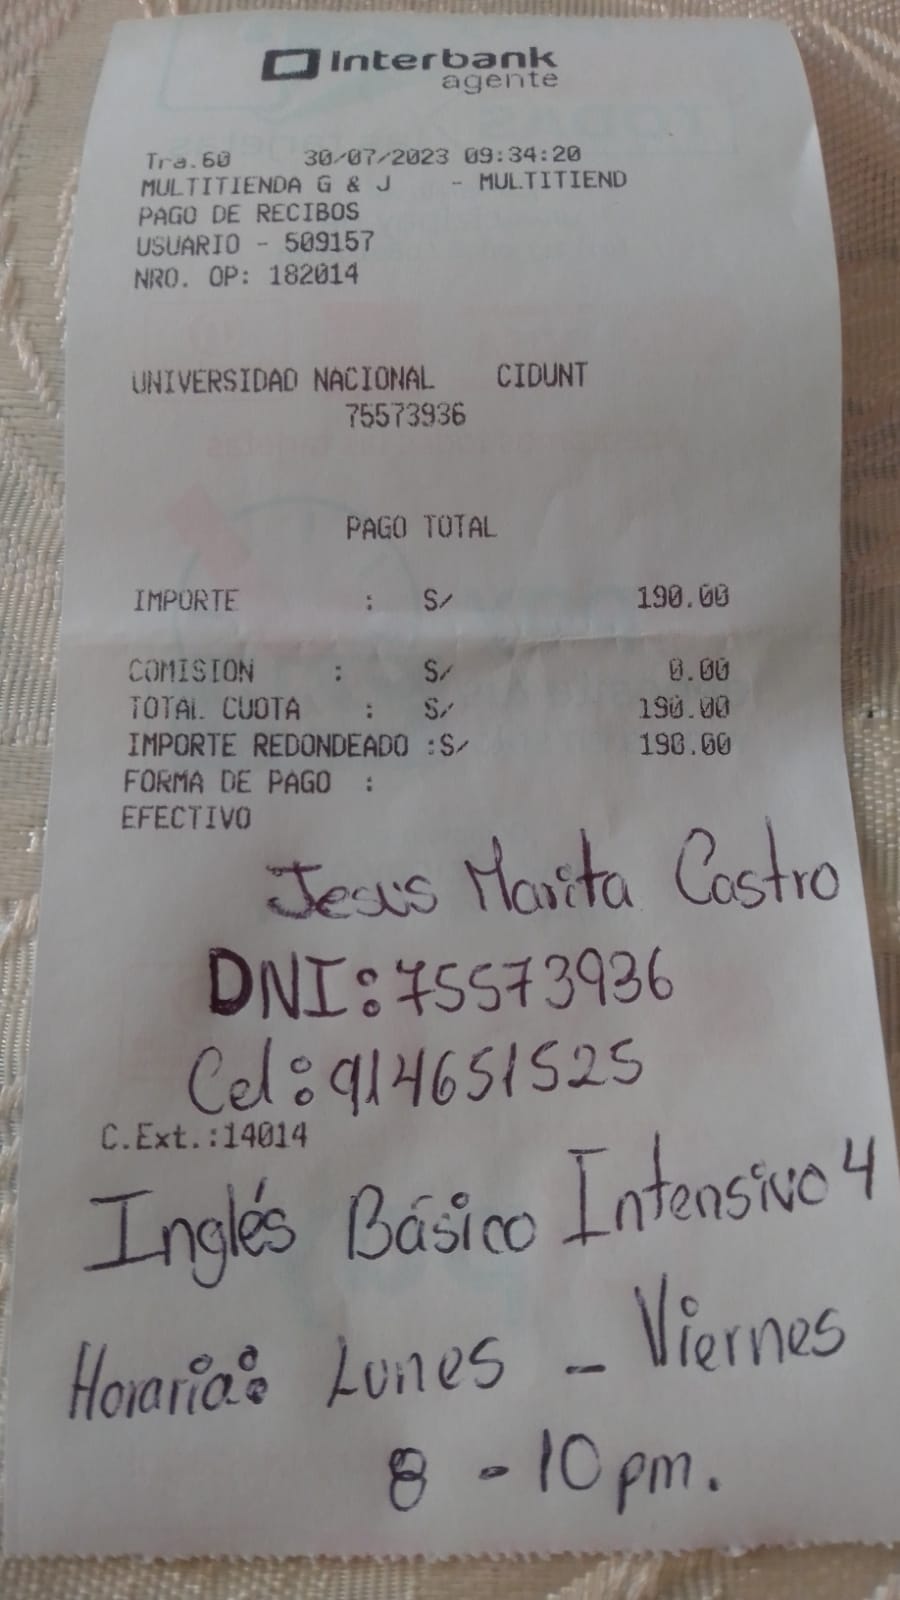 Interbank
agente
Tra.60 30/07/2023 09:34:20
MULTITIENDA G & J - MULTITIEND
PAGO DE RECIBOS
USUARIO - 509157
NRO. OP: 182014
UNIVERSIDAD NACIONAL CIDUNT
75573936
PAGO TOTAL
IMPORTE : S/ 190.00
COMISION : S/ 0.00
TOTAL CUOTA : S/ 190.00
IMPORTE REDONDEADO :S/ 190.00
FORMA DE PAGO :
EFECTIVO
Jesus Marita Castro
DNI: 75573936
Cel: 914651525
C.Ext.:14014
Inglés Básico Intensivo 4
Horario: Lunes - Viernes
8 - 10 pm.